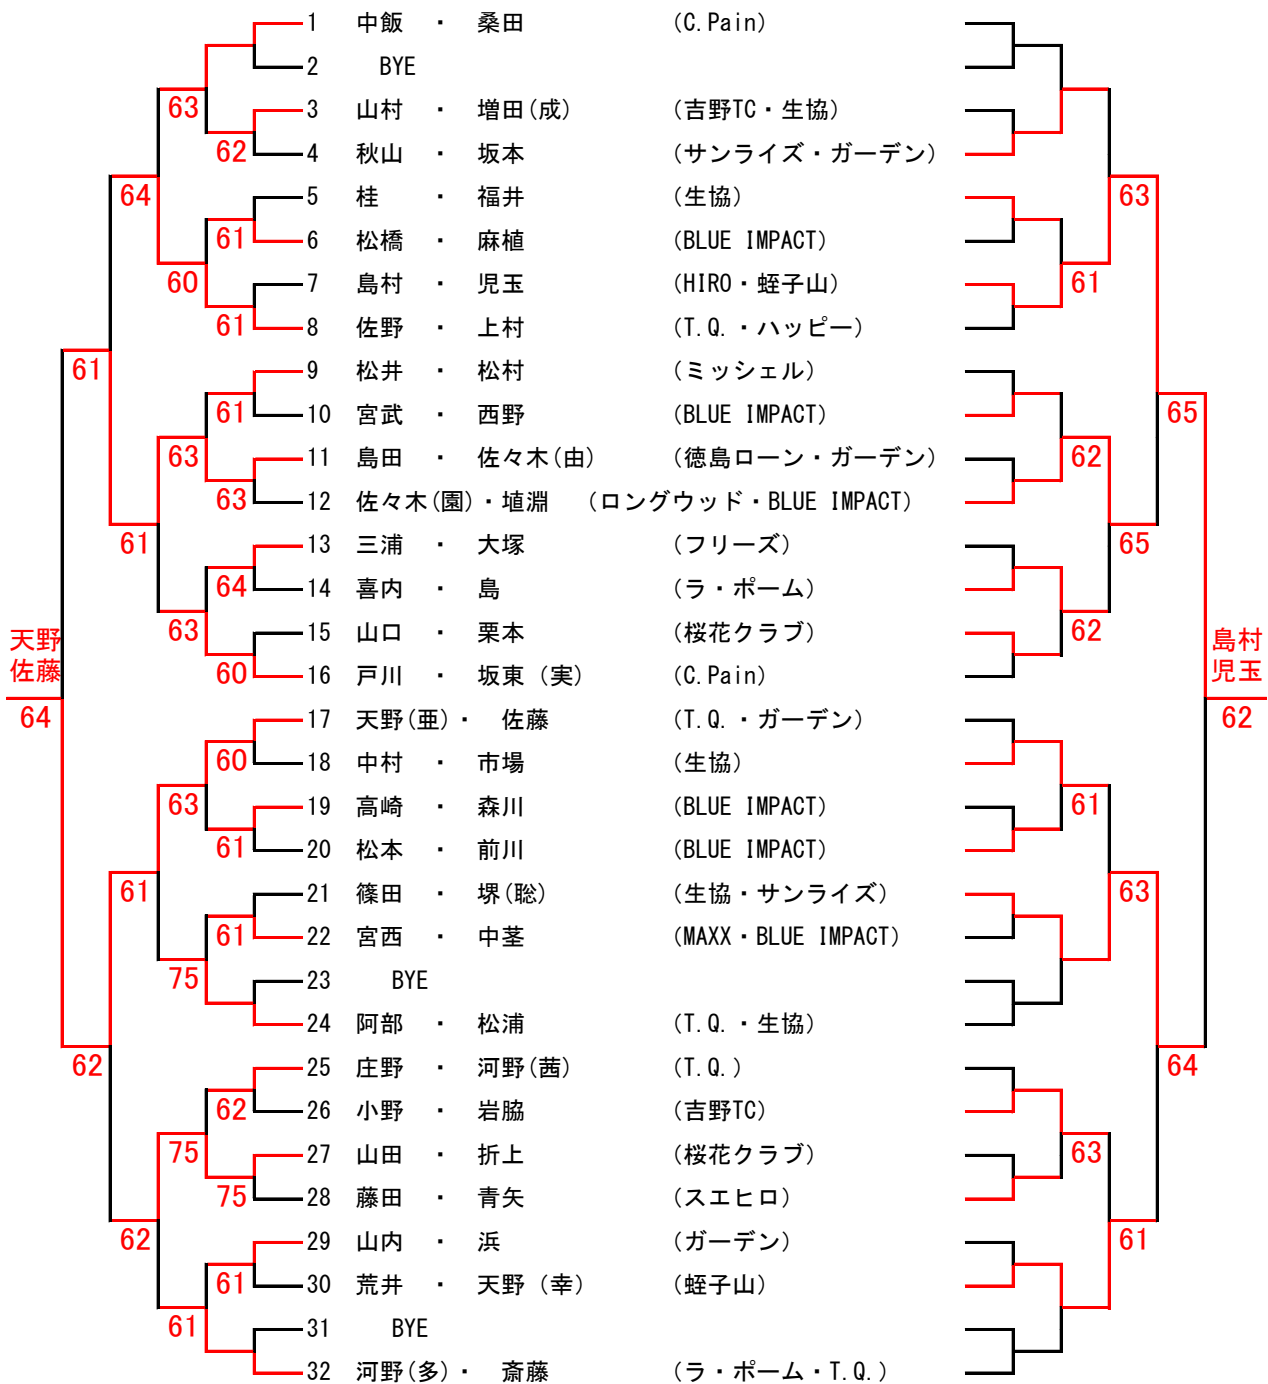 1 中飯 ・ 桑田 (C.Pain)
2 BYE
63
3 山村 ・ 増田(成) (吉野TC・生協)
62 4 秋山 ・ 坂本 (サンライズ・ガーデン)
64 5 桂 ・ 福井 (生協) 63
61 6 松橋 ・ 麻植 (BLUE IMPACT)
60 7 島村 ・ 児玉 (HIRO・蛭子山) 61
61 8 佐野 ・ 上村 (T.Q.・ハッピー)
61 9 松井 ・ 松村 (ミッシェル)
61 10 宮武 ・ 西野 (BLUE IMPACT) 65
63 11 島田 ・ 佐々木(由) (徳島ローン・ガーデン) 62
63 12 佐々木(園)・埴淵 (ロングウッド・BLUE IMPACT)
61 13 三浦 ・ 大塚 (フリーズ) 65
64 14 喜内 ・ 島 (ラ・ポーム)
63 15 山口 ・ 栗本 (桜花クラブ) 62
天野 島村
佐藤 60 16 戸川 ・ 坂東(実) (C.Pain) 児玉
64 17 天野(亜)・ 佐藤 (T.Q.・ガーデン) 62
60 18 中村 ・ 市場 (生協)
63 19 高崎 ・ 森川 (BLUE IMPACT) 61
61 20 松本 ・ 前川 (BLUE IMPACT)
61 21 篠田 ・ 堺(聡) (生協・サンライズ) 63
61 22 宮西 ・ 中茎 (MAXX・BLUE IMPACT)
75 23 BYE
24 阿部 ・ 松浦 (T.Q.・生協)
62 25 庄野 ・ 河野(茜) (T.Q.) 64
62 26 小野 ・ 岩脇 (吉野TC)
75 27 山田 ・ 折上 (桜花クラブ) 63
75 28 藤田 ・ 青矢 (スエヒロ)
62 29 山内 ・ 浜 (ガーデン) 61
61 30 荒井 ・ 天野(幸) (蛭子山)
61 31 BYE
32 河野(多)・ 斎藤 (ラ・ポーム・T.Q.)